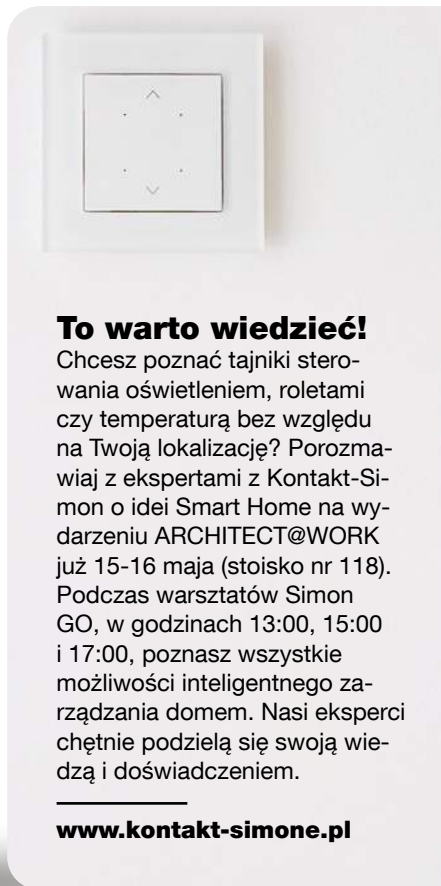 To warto wiedzieć!
Chcesz poznać tajniki stero-
wania oświetleniem, roletami
czy temperaturą bez względu
na Twoją lokalizację? Porozma-
wiaj z ekspertami z Kontakt-Si-
mon o idei Smart Home na wy-
darzeniu ARCHITECT@WORK
już 15-16 maja (stoisko nr 118).
Podczas warsztatów Simon
GO, w godzinach 13:00, 15:00
i 17:00, poznasz wszystkie
możliwości inteligentnego za-
rządzania domem. Nasi eksperci
chętnie podzielą się swoją wie-
dzą i doświadczeniem.
www.kontakt-simone.pl